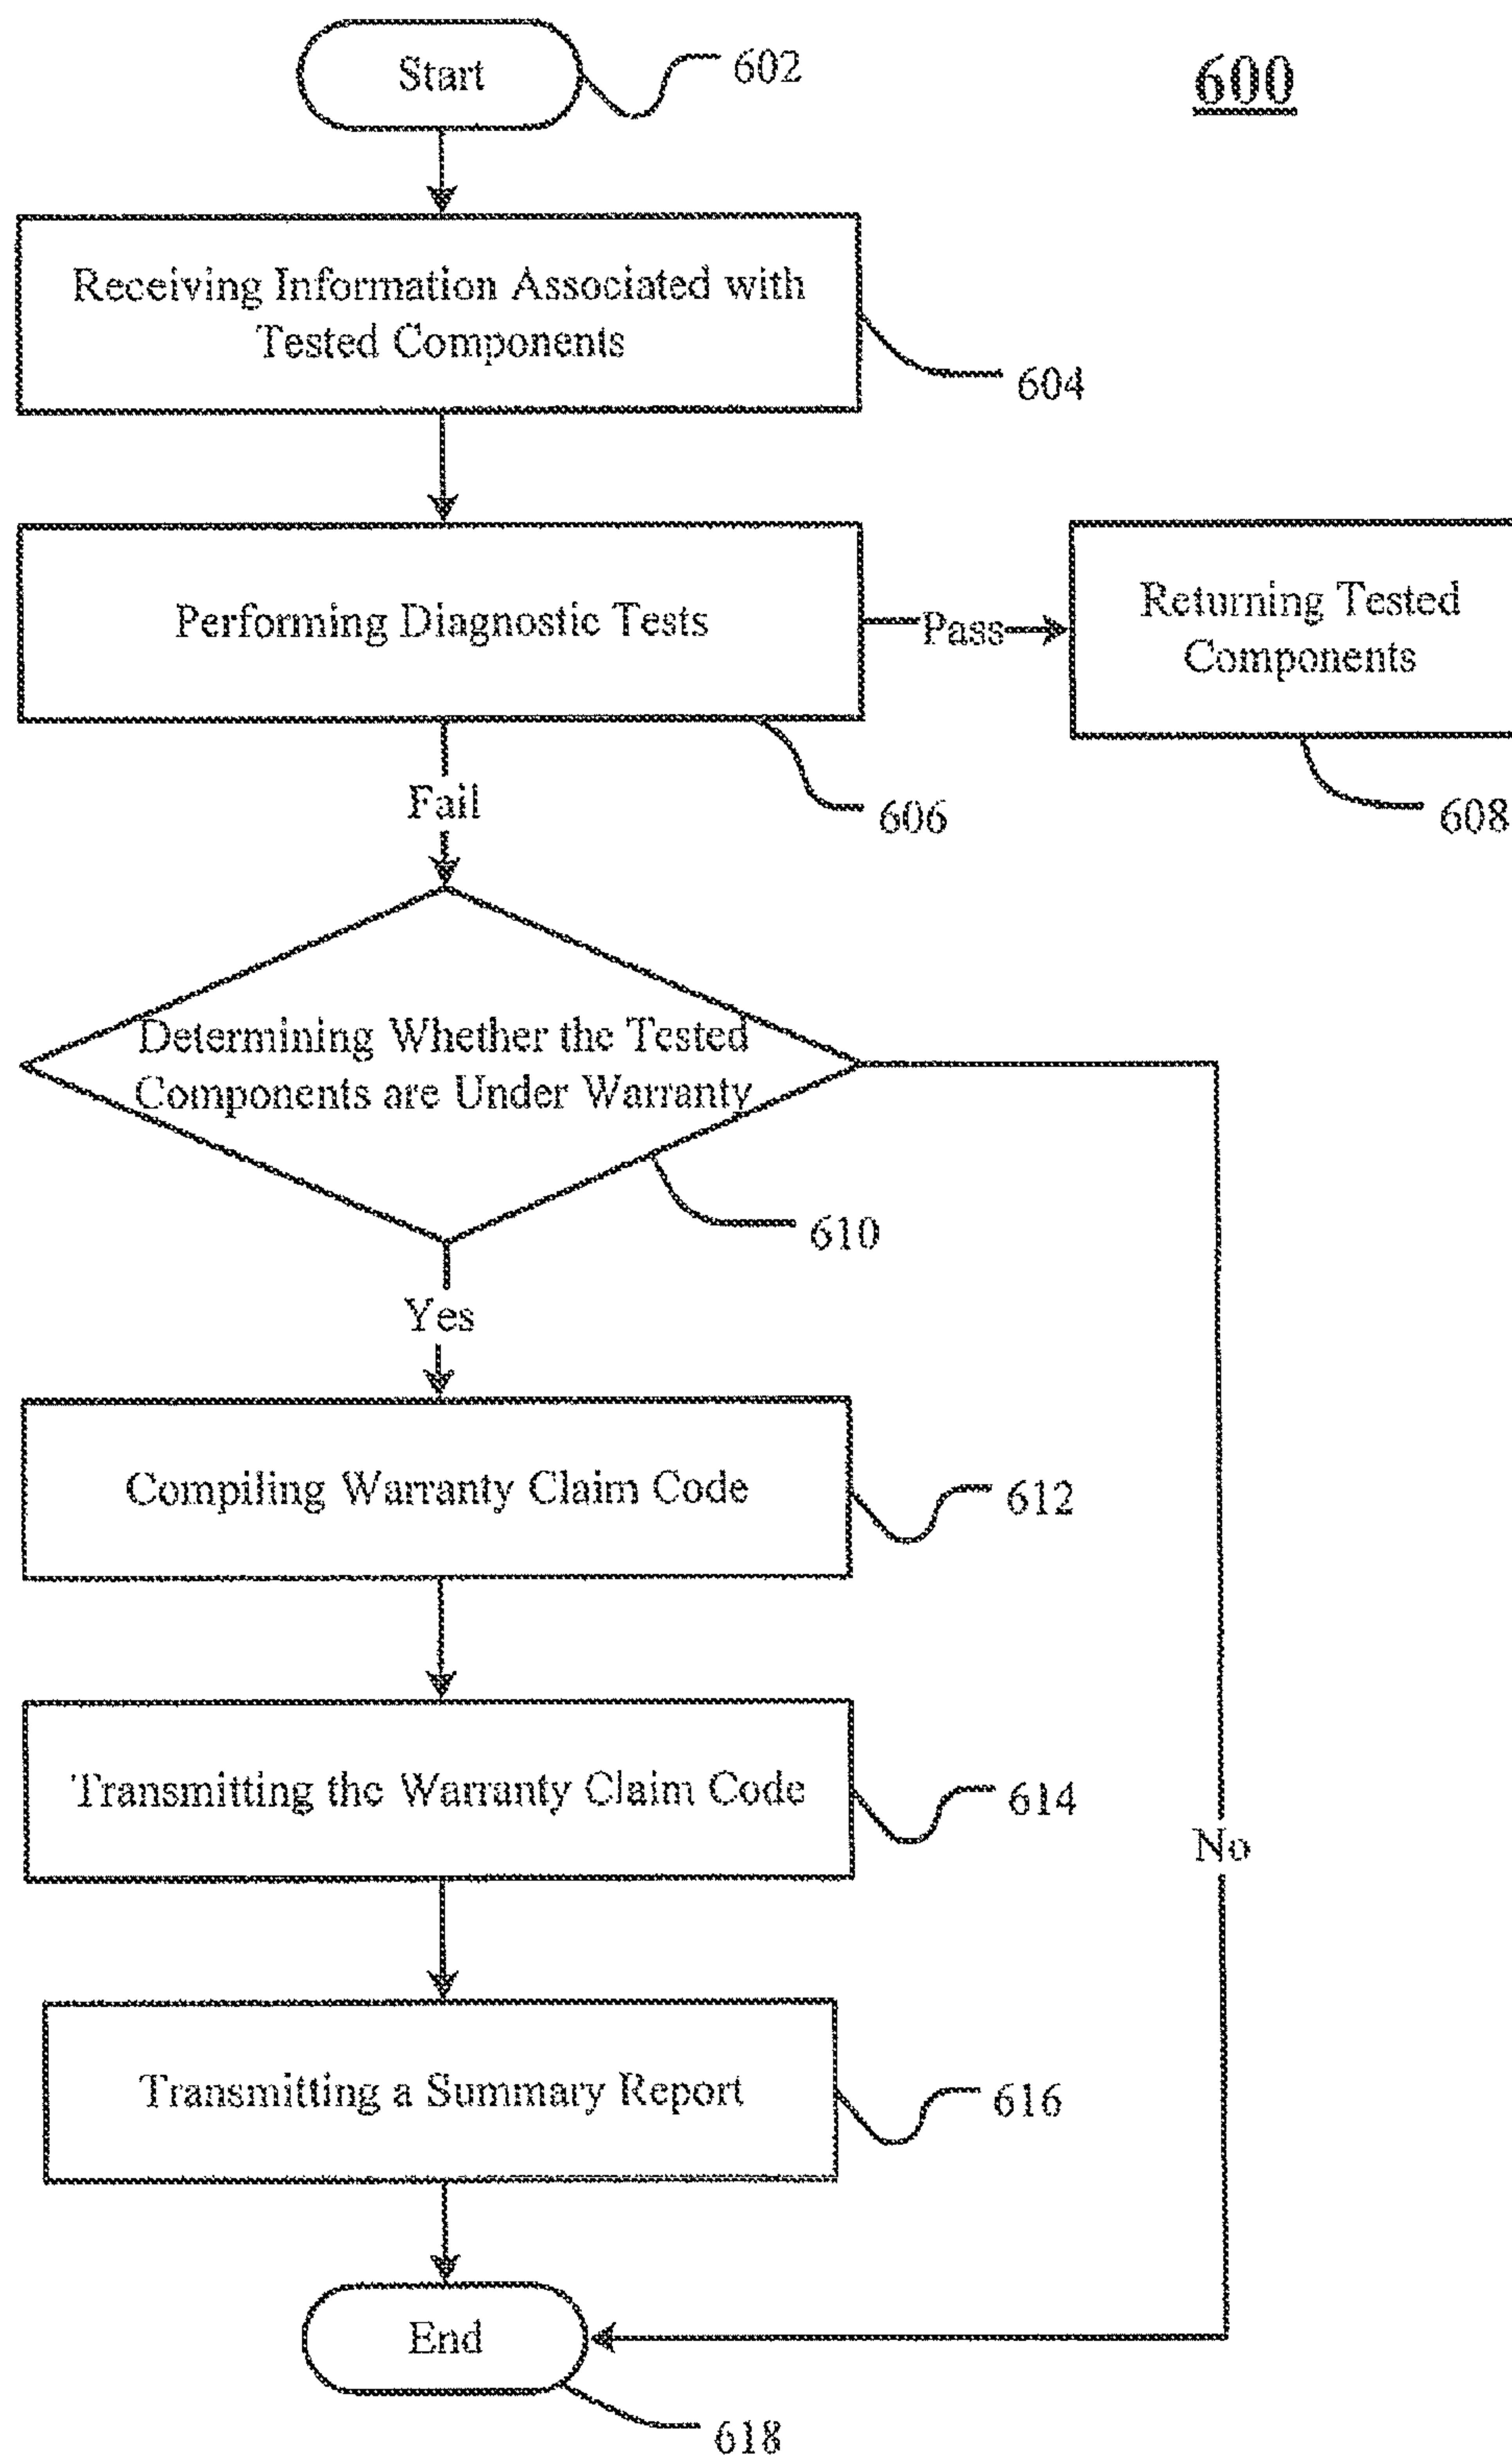 Start
602
600
Receiving Information Associated with
Tested Components
604
Performing Diagnostic Tests
Pass
Returning Tested
Components
Fail
606
608
Determining Whether the Tested
Components are Under Warranty
610
Yes
Compiling Warranty Claim Code
612
Transmitting the Warranty Claim Code
614
No
Transmitting a Summary Report
616
End
618